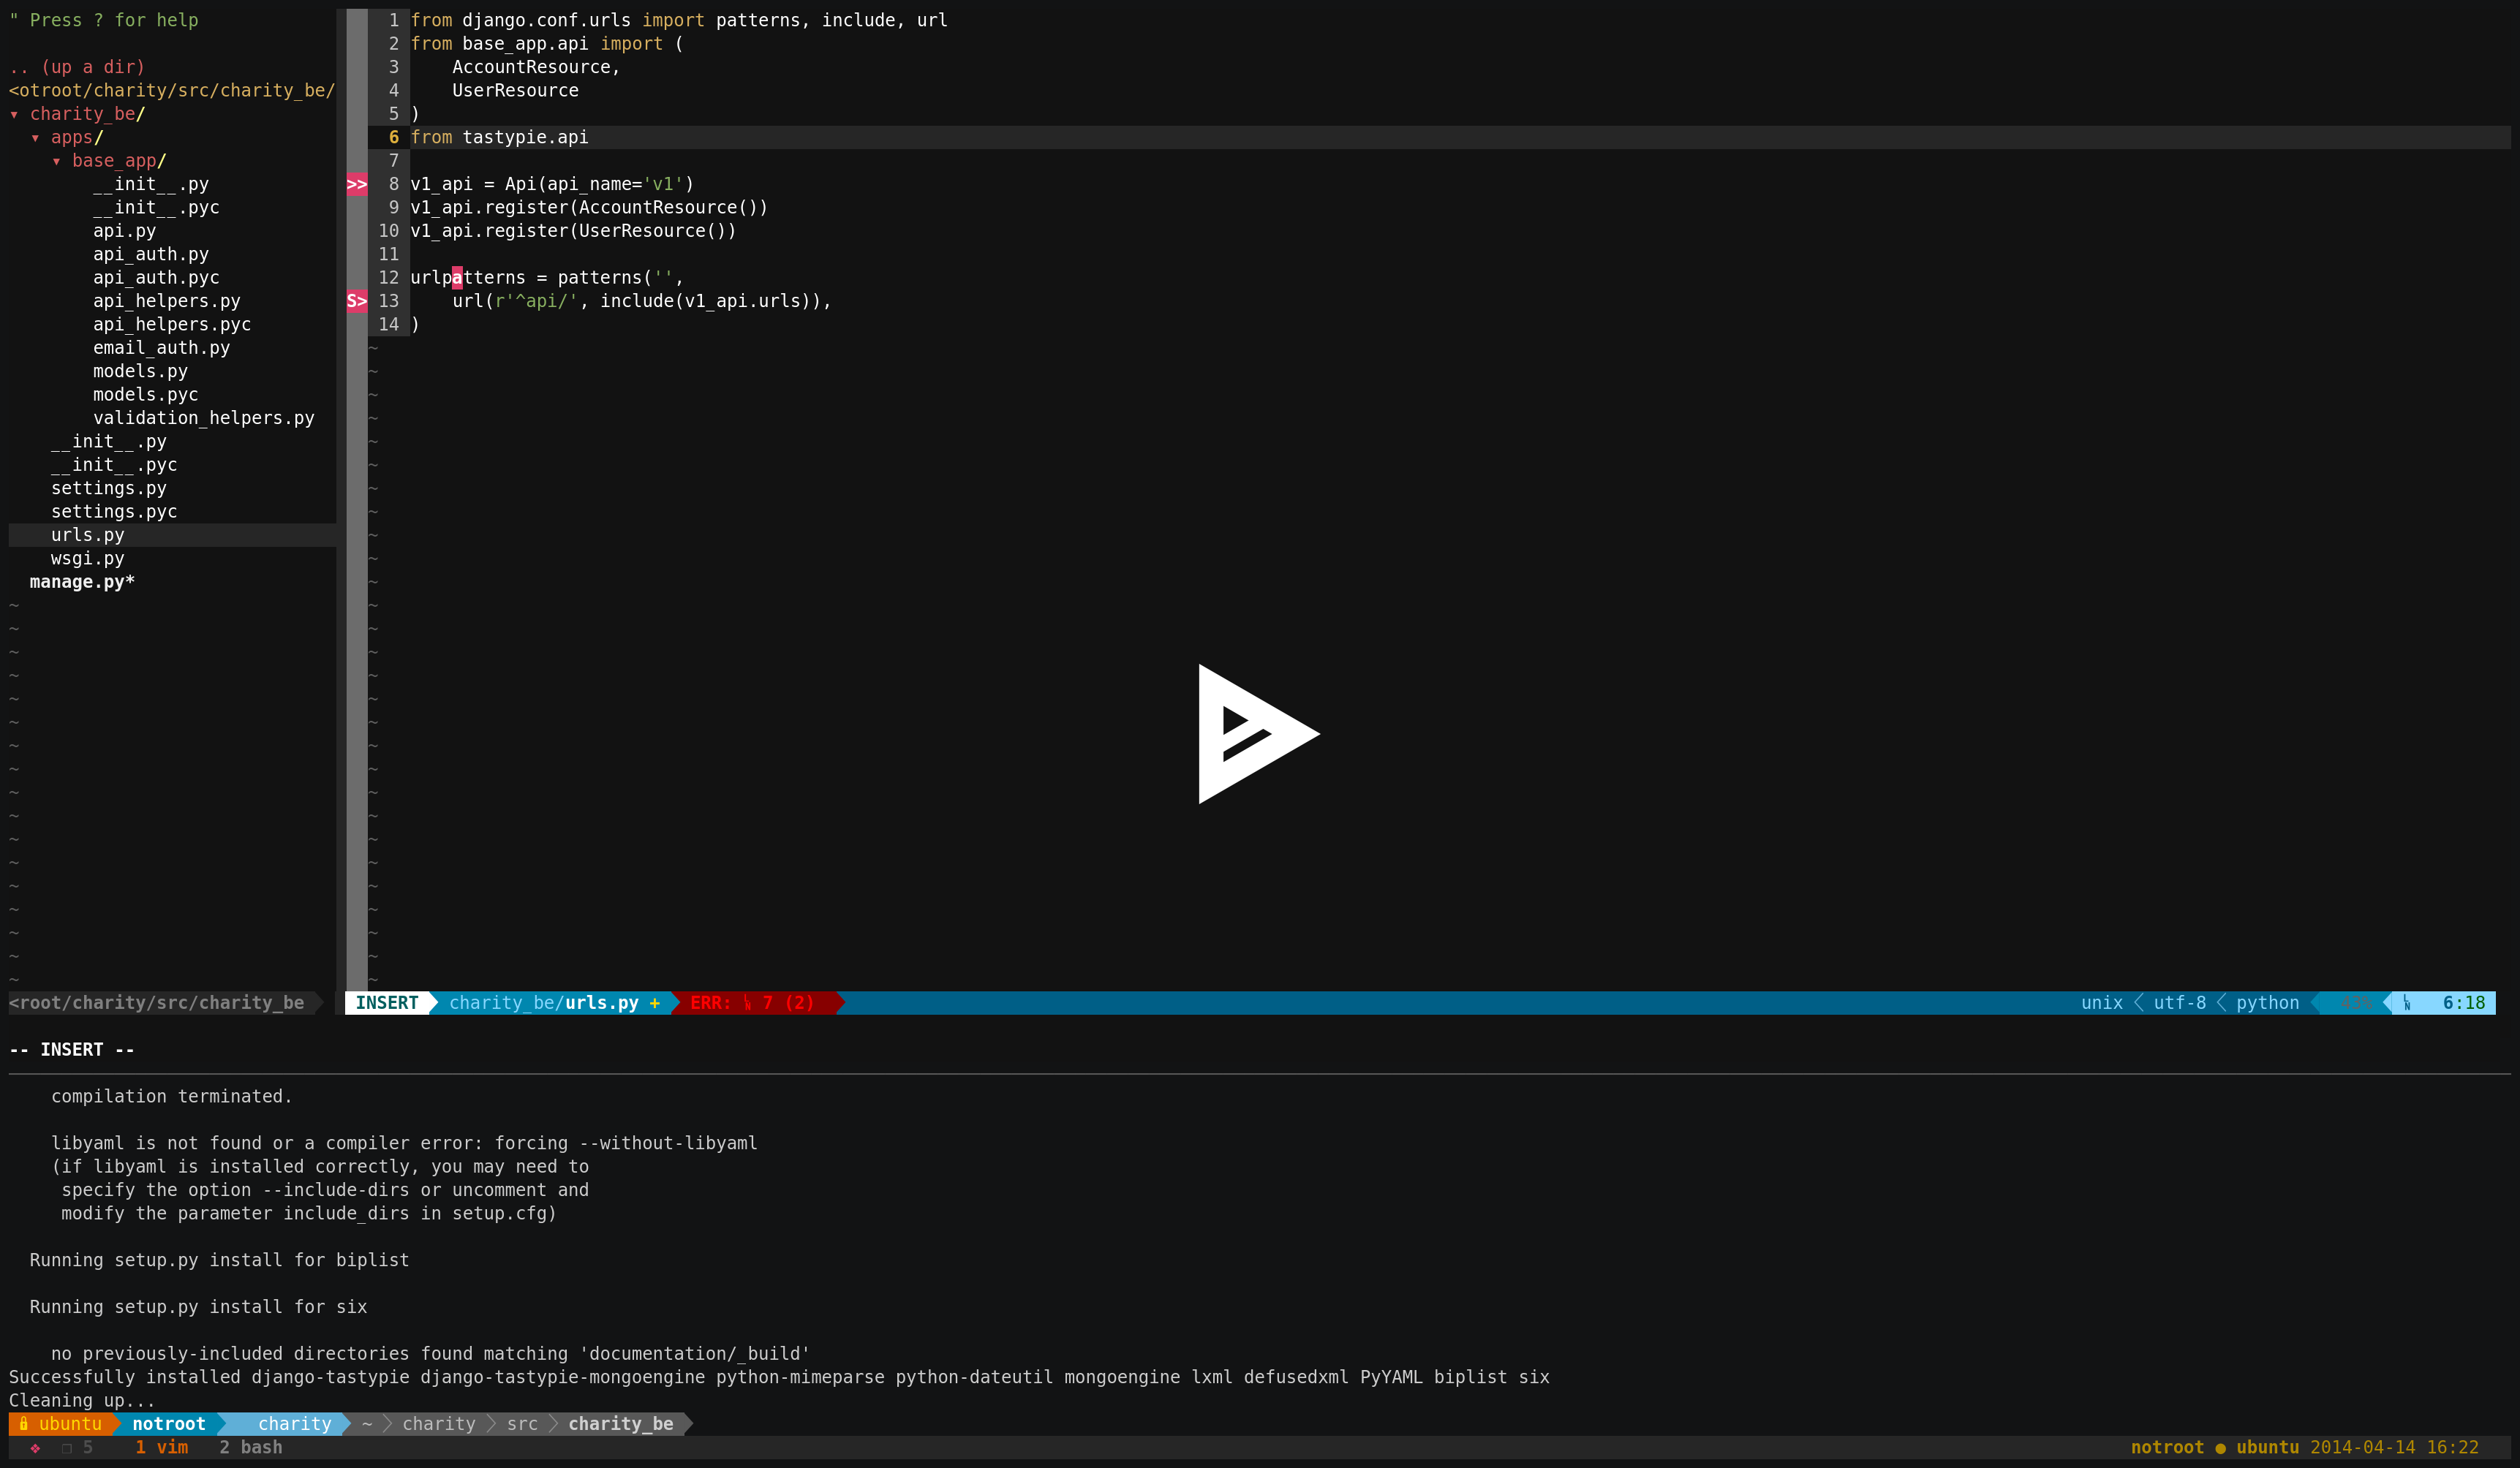 " Press ? for help
.. (up a dir)
<otroot/charity/src/charity_be/
▾ charity_be/
▾ apps/
▾ base_app/
__init__.py
__init__.pyc
api.py
api_auth.py
api_auth.pyc
api_helpers.py
api_helpers.pyc
email_auth.py
models.py
models.pyc
validation_helpers.py
__init__.py
__init__.pyc
settings.py
settings.pyc
urls.py
wsgi.py
manage.py*
1 from django.conf.urls import patterns, include, url
2 from base_app.api import (
3     AccountResource,
4     UserResource
5 )
6 from tastypie.api
7
>> 8 v1_api = Api(api_name='v1')
9 v1_api.register(AccountResource())
10 v1_api.register(UserResource())
11
12 urlpatterns = patterns('',
S> 13     url(r'^api/', include(v1_api.urls)),
14 )
<root/charity/src/charity_be INSERT charity_be/urls.py + ERR: 7 (2) unix utf-8 python 43% 6:18
-- INSERT --
compilation terminated.
libyaml is not found or a compiler error: forcing --without-libyaml
(if libyaml is installed correctly, you may need to
specify the option --include-dirs or uncomment and
modify the parameter include_dirs in setup.cfg)
Running setup.py install for biplist
Running setup.py install for six
no previously-included directories found matching 'documentation/_build'
Successfully installed django-tastypie django-tastypie-mongoengine python-mimeparse python-dateutil mongoengine lxml defusedxml PyYAML biplist six
Cleaning up...
ubuntu notroot charity ~ charity src charity_be
❖ ❐ 5 1 vim 2 bash notroot ● ubuntu 2014-04-14 16:22